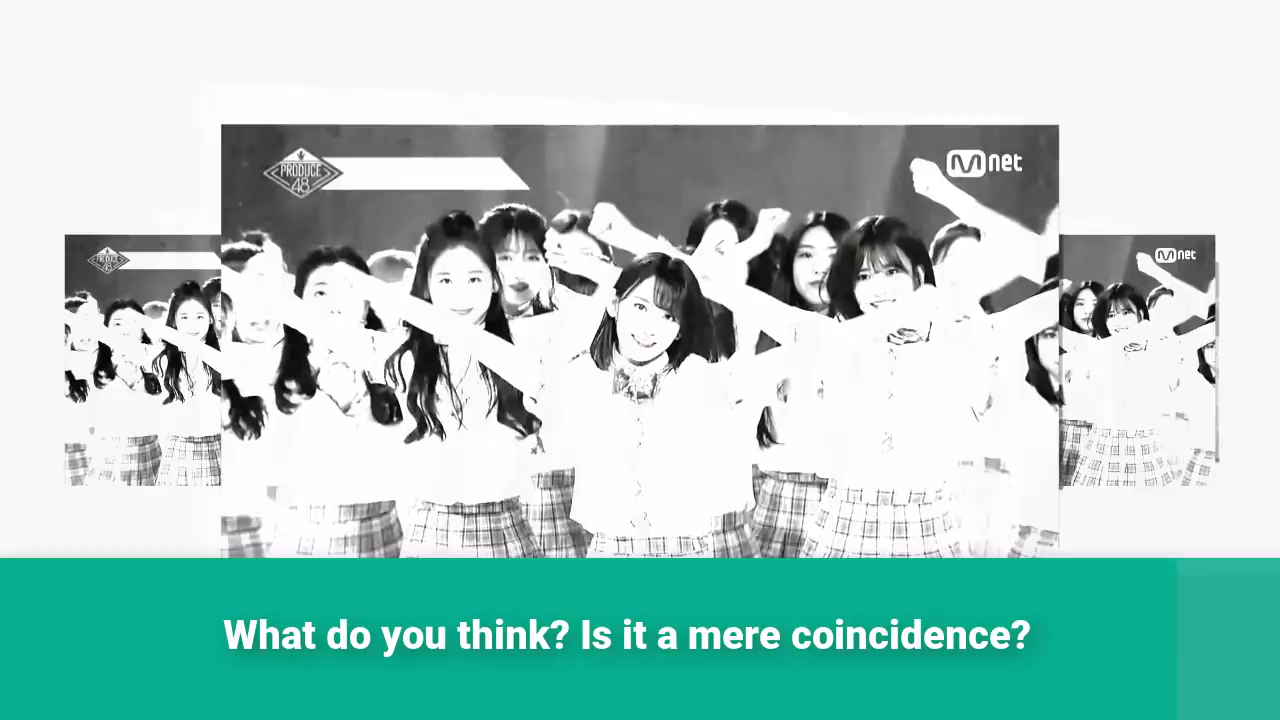 PRODUCE
48
Mnet
PRODUCE
48
Mnet
What do you think? Is it a mere coincidence?